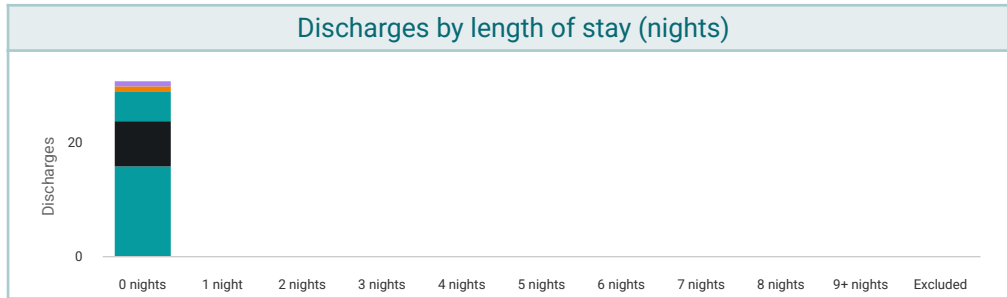 Discharges by length of stay (nights)
Discharges
20
0
0 nights 1 night 2 nights 3 nights 4 nights 5 nights 6 nights 7 nights 8 nights 9+ nights Excluded